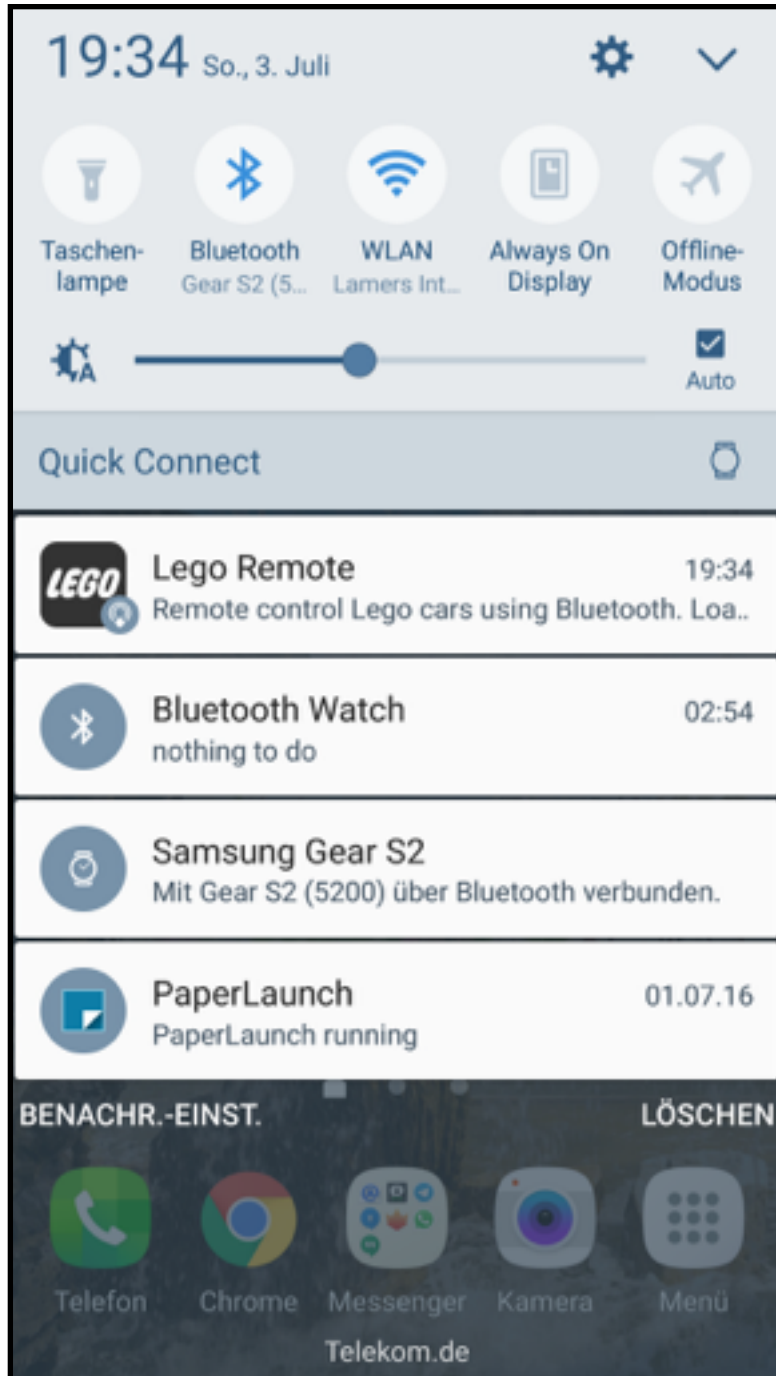 19:34 So., 3. Juli
Taschen-
lampe
Bluetooth
Gear S2 (5...
WLAN
Lamers Int...
Always On
Display
Offline-
Modus
A
Auto
Quick Connect
LEGO
Lego Remote 19:34
Remote control Lego cars using Bluetooth. Loa..
Bluetooth Watch 02:54
nothing to do
Samsung Gear S2
Mit Gear S2 (5200) über Bluetooth verbunden.
PaperLaunch 01.07.16
PaperLaunch running
BENACHR.-EINST. LÖSCHEN
Telefon Chrome Messenger Kamera Menü
Telekom.de